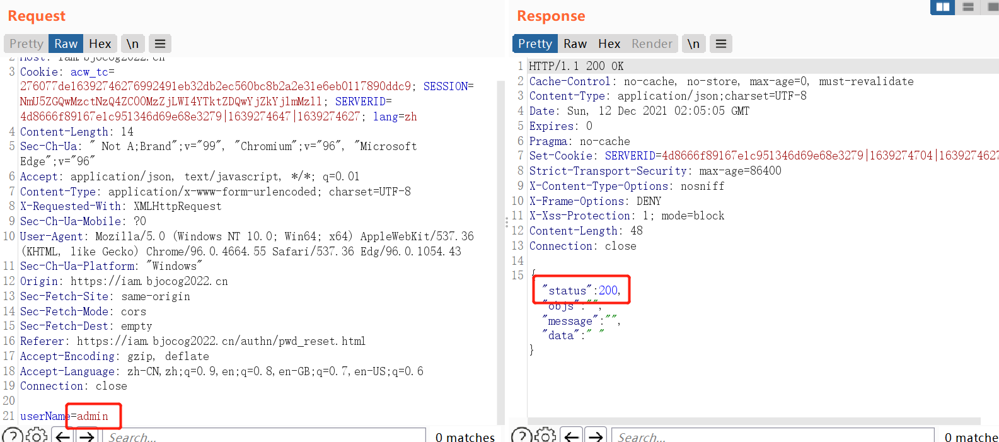 Request
Pretty Raw Hex \n
2 Host: iam.bjocog2022.cn
3 Cookie: acw_tc=
276077de16392746276992491eb32db2ec560bc8b2a2e31e6eb0117890ddc9; SESSION=
NmU5ZGQwMzctNzQ4ZC00MzZjLWI4YTktZDQwYjZkYjlmMzll; SERVERID=
4d8666f89167e1c951346d69e68e3279|1639274647|1639274627; lang=zh
4 Content-Length: 14
5 Sec-Ch-Ua: " Not A;Brand";v="99", "Chromium";v="96", "Microsoft
Edge";v="96"
6 Accept: application/json, text/javascript, */*; q=0.01
7 Content-Type: application/x-www-form-urlencoded; charset=UTF-8
8 X-Requested-With: XMLHttpRequest
9 Sec-Ch-Ua-Mobile: ?0
10 User-Agent: Mozilla/5.0 (Windows NT 10.0; Win64; x64) AppleWebKit/537.36
(KHTML, like Gecko) Chrome/96.0.4664.55 Safari/537.36 Edg/96.0.1054.43
11 Sec-Ch-Ua-Platform: "Windows"
12 Origin: https://iam.bjocog2022.cn
13 Sec-Fetch-Site: same-origin
14 Sec-Fetch-Mode: cors
15 Sec-Fetch-Dest: empty
16 Referer: https://iam.bjocog2022.cn/authn/pwd_reset.html
17 Accept-Encoding: gzip, deflate
18 Accept-Language: zh-CN,zh;q=0.9,en;q=0.8,en-GB;q=0.7,en-US;q=0.6
19 Connection: close
20
21 userName=admin
Search...
0 matches
Response
Pretty Raw Hex Render \n
1 HTTP/1.1 200 OK
2 Cache-Control: no-cache, no-store, max-age=0, must-revalidate
3 Content-Type: application/json;charset=UTF-8
4 Date: Sun, 12 Dec 2021 02:05:05 GMT
5 Expires: 0
6 Pragma: no-cache
7 Set-Cookie: SERVERID=4d8666f89167e1c951346d69e68e3279|1639274704|1639274627
8 Strict-Transport-Security: max-age=86400
9 X-Content-Type-Options: nosniff
10 X-Frame-Options: DENY
11 X-Xss-Protection: 1; mode=block
12 Content-Length: 48
13 Connection: close
14
15 {
"status":200,
"objs":"",
"message":"",
"data":" "
}
Search...
0 matche